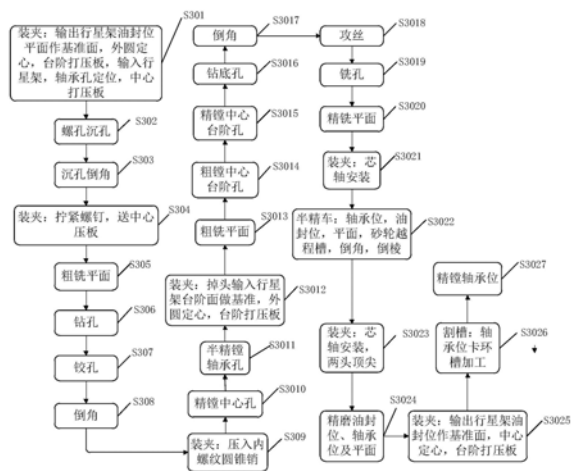 装夹：输出行星架油封位
平面作基准面，外圆定
心，台阶打压板，输入行
星架，轴承孔定位，中心
打压板
S301
螺孔沉孔
S302
沉孔倒角
S303
装夹：拧紧螺钉，送中心
压板
S304
粗铣平面
S305
钻孔
S306
铰孔
S307
倒角
S308
装夹：压入内
螺纹圆锥销
S309
精镗中心孔
S3010
半精镗
轴承孔
S3011
装夹：掉头输入行星
架台阶面做基准，外
圆定心，台阶打压板
S3012
粗铣平面
S3013
粗镗中心
台阶孔
S3014
精镗中心
台阶孔
S3015
钻底孔
S3016
倒角
S3017
攻丝
S3018
铣孔
S3019
精铣平面
S3020
装夹：芯
轴安装
S3021
半精车：轴承位，油
封位，平面，砂轮越
程槽，倒角，倒棱
S3022
装夹：芯
轴安装，
两头顶尖
S3023
精磨油封
位、轴承
位及平面
S3024
装夹：输出行星架油
封位作基准面，中心
定心，台阶打压板
S3025
割槽：轴
承位卡环
槽加工
S3026
精镗轴承位
S3027